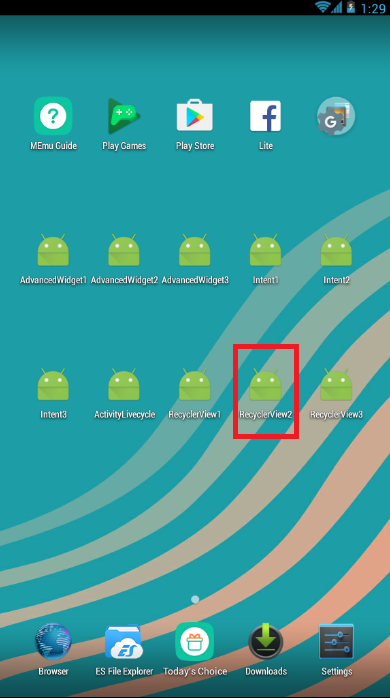 1:29
MEmu Guide Play Games Play Store Lite
AdvancedWidget1 AdvancedWidget2 AdvancedWidget3 Intent1 Intent2
Intent3 ActivityLivecycle RecyclerView1 RecyclerView2 RecyclerView3
ES
Browser ES File Explorer Today's Choice Downloads Settings